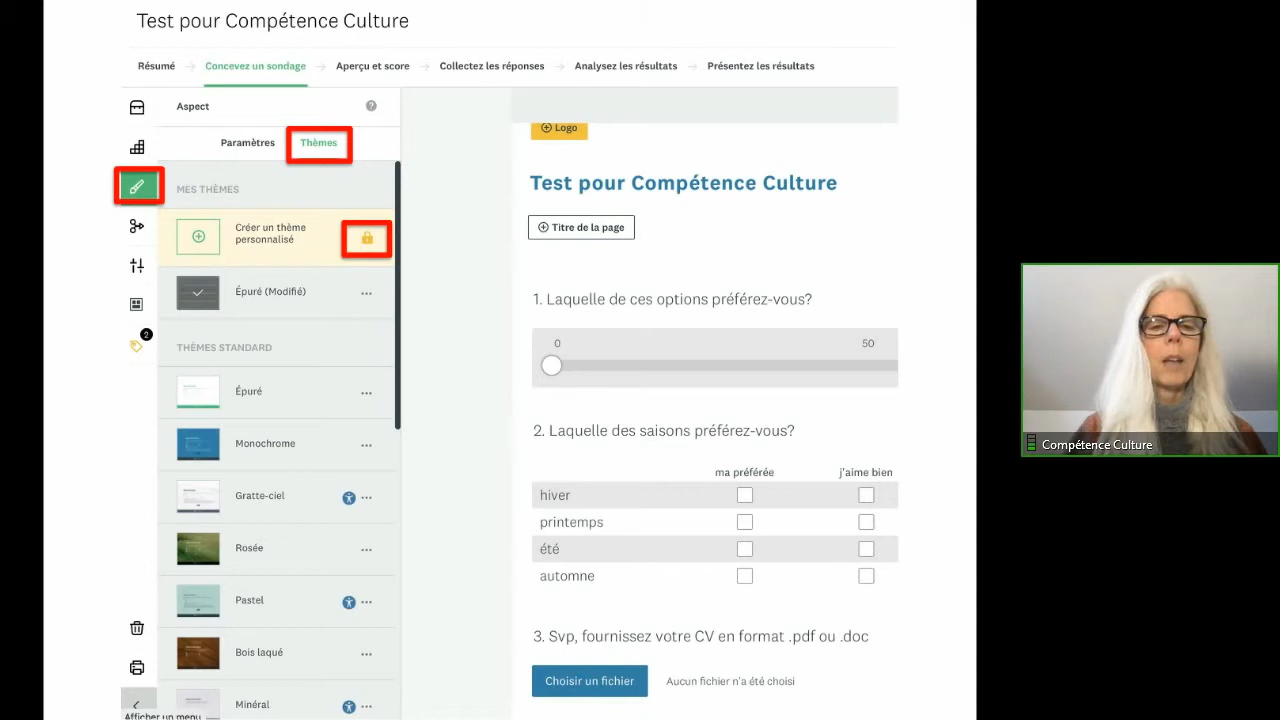 Test pour Compétence Culture
Résumé
Concevez un sondage
Aperçu et score
Collectez les réponses
Analysez les résultats
Présentez les résultats
Aspect
?
Paramètres
Thèmes
MES THÈMES
Créer un thème
personnalisé
Épuré (Modifié)
THÈMES STANDARD
Épuré
Monochrome
Gratte-ciel
Rosée
Pastel
Bois laqué
Minéral
2
Afficher un menu
Logo
Test pour Compétence Culture
Titre de la page
1. Laquelle de ces options préférez-vous?
0 50
2. Laquelle des saisons préférez-vous?
ma préférée j'aime bien
hiver
printemps
été
automne
3. Svp, fournissez votre CV en format .pdf ou .doc
Choisir un fichier Aucun fichier n'a été choisi
Compétence Culture